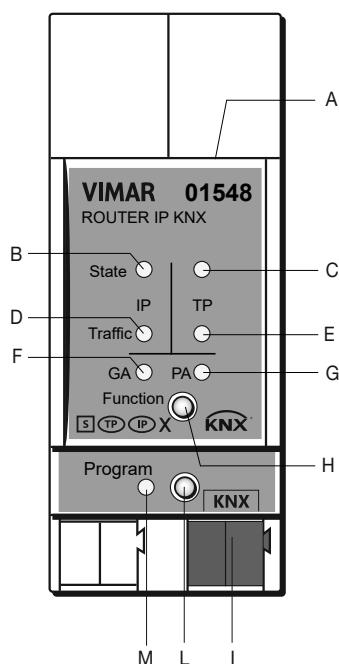 A
VIMAR 01548
ROUTER IP KNX
B State C
IP TP
D Traffic E
F GA PA G
Function
S TP IP X KNX
H
Program
KNX
M L I